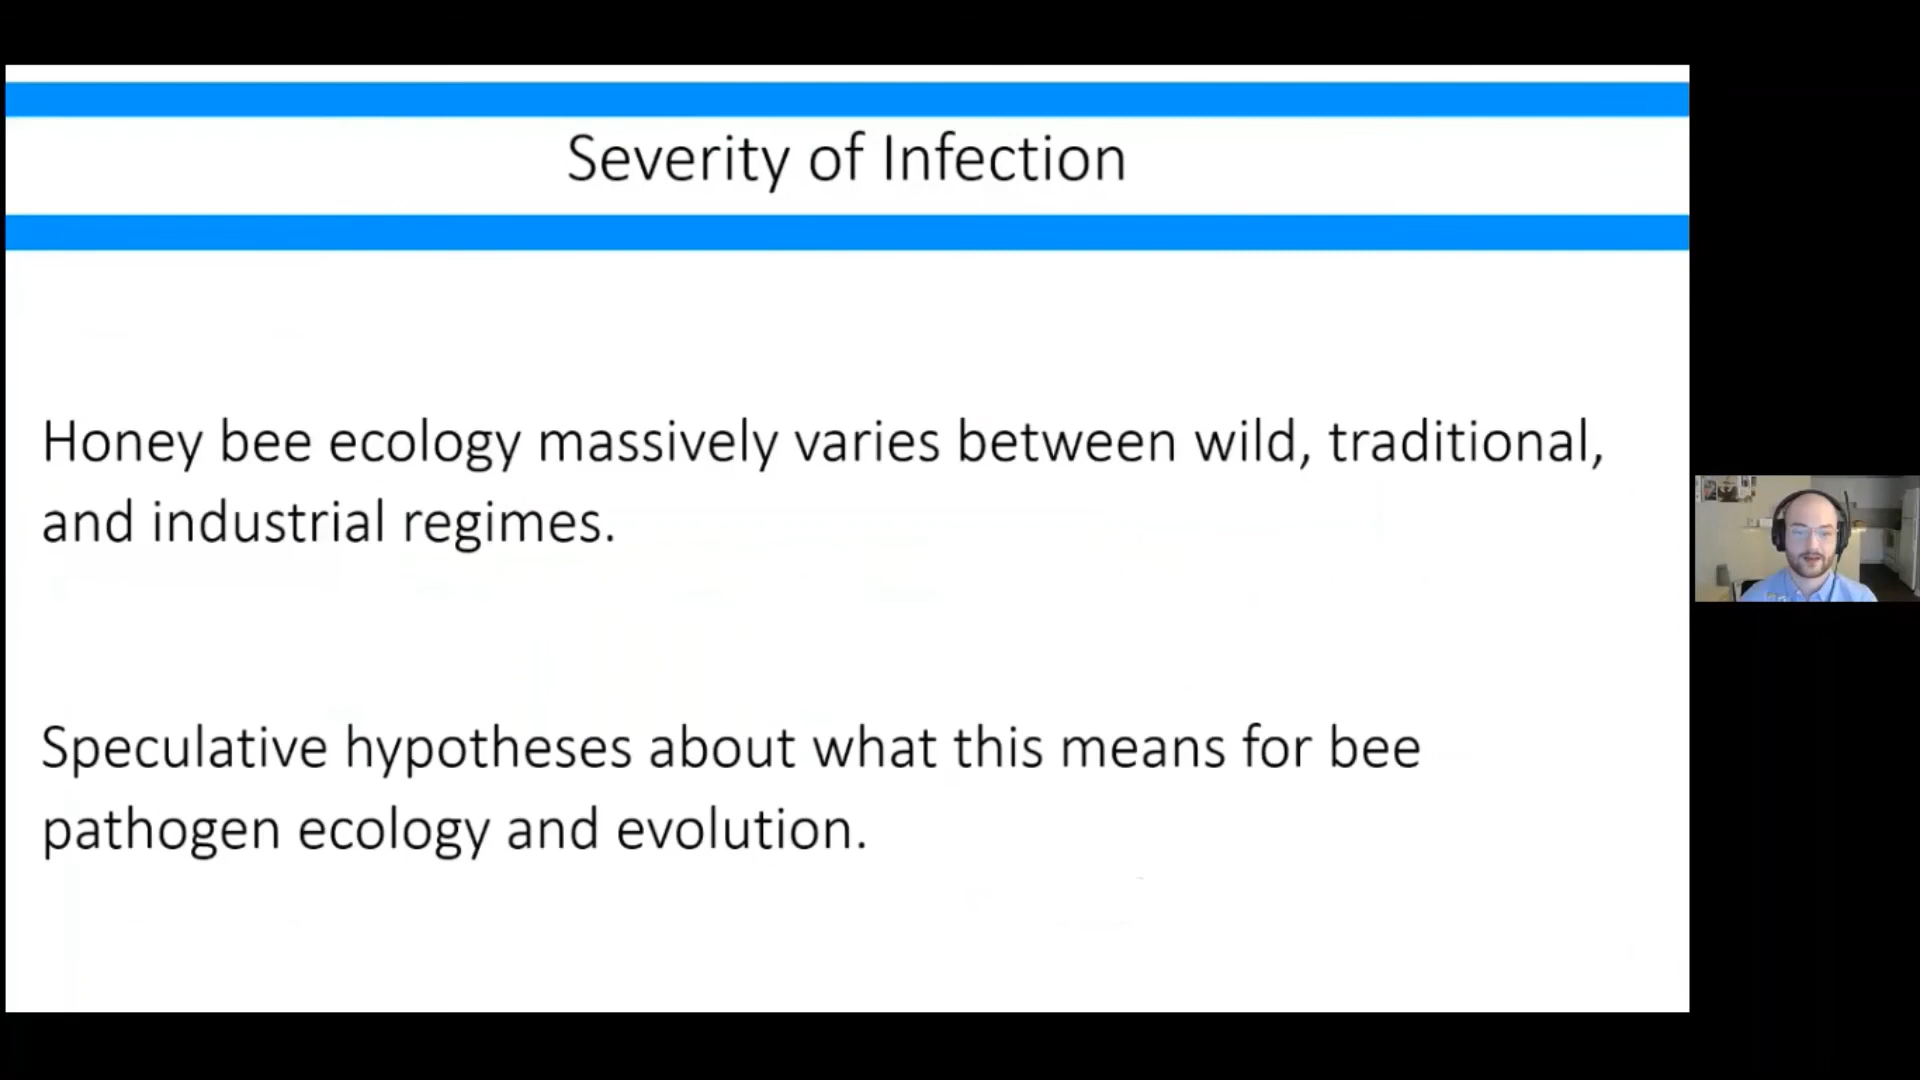 Severity of Infection
Honey bee ecology massively varies between wild, traditional,
and industrial regimes.
Speculative hypotheses about what this means for bee
pathogen ecology and evolution.